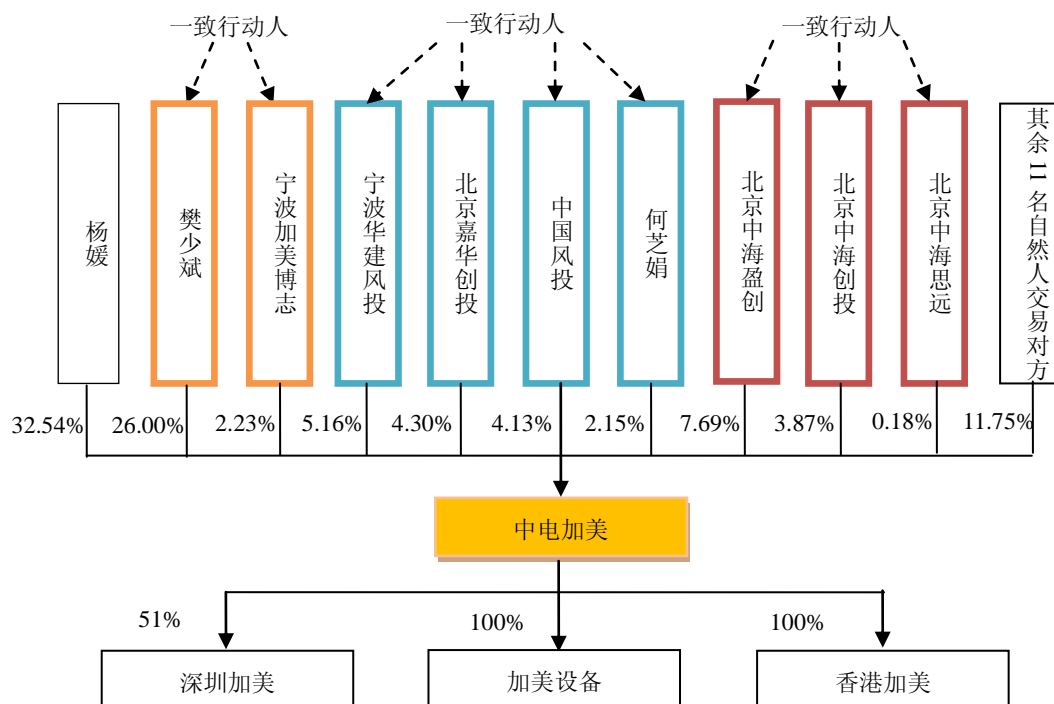 一致行动人
一致行动人
一致行动人
杨媛
樊少斌
宁波加美博志
宁波华建风投
北京嘉华创投
中国风投
何芝娟
北京中海盈创
北京中海创投
北京中海思远
其余 11 名自然人交易对方
32.54%
26.00%
2.23%
5.16%
4.30%
4.13%
2.15%
7.69%
3.87%
0.18%
11.75%
中电加美
51%
100%
100%
深圳加美
加美设备
香港加美